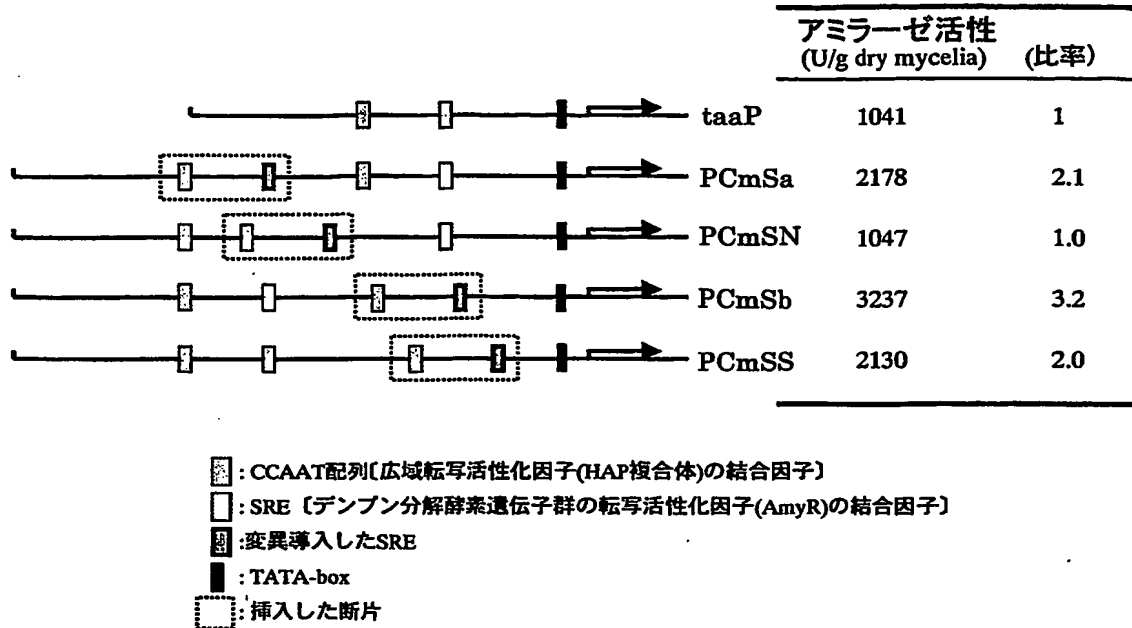 アミラーゼ活性
(U/g dry mycelia) (比率)
taaP 1041 1
PCmSa 2178 2.1
PCmSN 1047 1.0
PCmSb 3237 3.2
PCmSS 2130 2.0
: CCAAT配列〔広域転写活性化因子(HAP複合体)の結合因子〕
: SRE〔デンプン分解酵素遺伝子群の転写活性化因子(AmyR)の結合因子〕
:変異導入したSRE
: TATA-box
: 挿入した断片